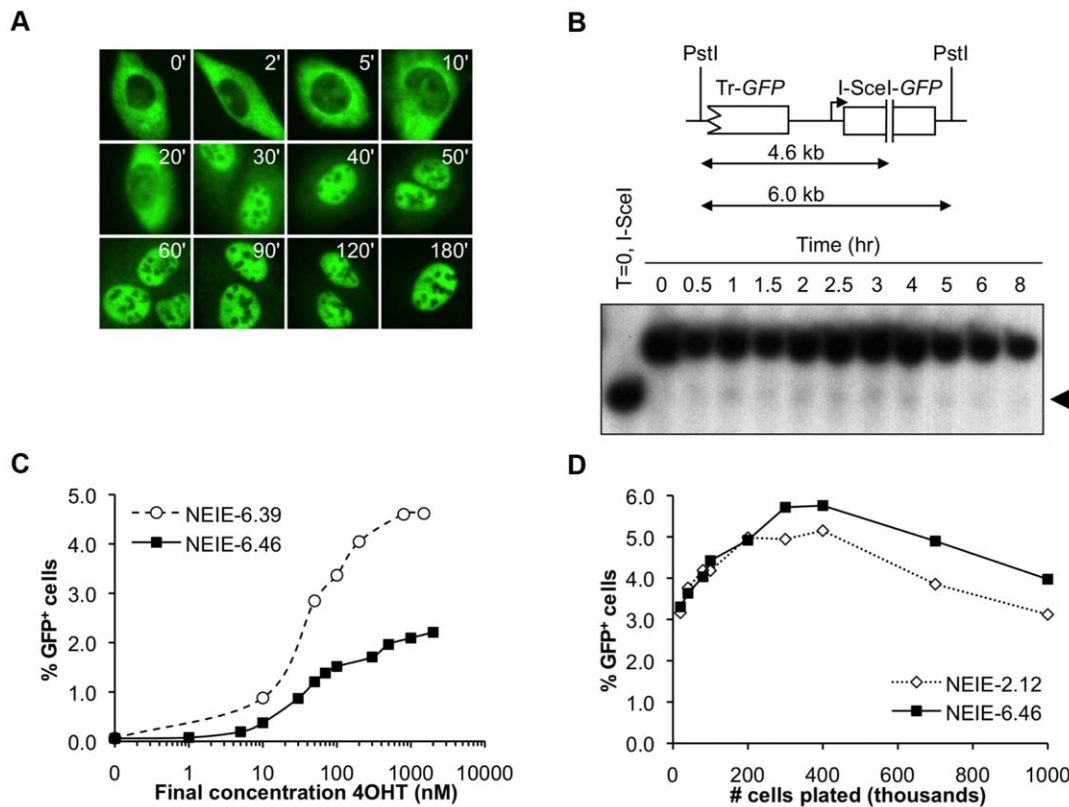 A
0' 2' 5' 10'
20' 30' 40' 50'
60' 90' 120' 180'
B
PstI PstI
Tr-GFP I-SceI-GFP
4.6 kb
6.0 kb
T=0, I-SceI
Time (hr)
0 0.5 1 1.5 2 2.5 3 4 5 6 8
C
5.0
4.0
3.0
2.0
1.0
0.0
% GFP+ cells
NEIE-6.39
NEIE-6.46
0 1 10 100 1000 10000
Final concentration 4OHT (nM)
D
6.0
5.0
4.0
3.0
2.0
1.0
0.0
% GFP+ cells
NEIE-2.12
NEIE-6.46
0 200 400 600 800 1000
# cells plated (thousands)